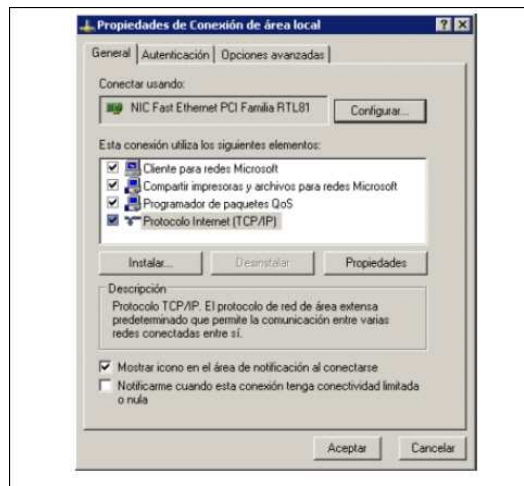 Propiedades de Conexión de área local
General Autenticación Opciones avanzadas
Conectar usando:
NIC Fast Ethernet PCI Familia RTL81
Configurar...
Esta conexión utiliza los siguientes elementos:
Cliente para redes Microsoft
Compartir impresoras y archivos para redes Microsoft
Programador de paquetes QoS
Protocolo Internet (TCP/IP)
Instalar... Desinstalar Propiedades
Descripción
Protocolo TCP/IP. El protocolo de red de área extensa
predeterminado que permite la comunicación entre varias
redes conectadas entre sí.
Mostrar icono en el área de notificación al conectarse
Notificarme cuando esta conexión tenga conectividad limitada
o nula
Aceptar Cancelar